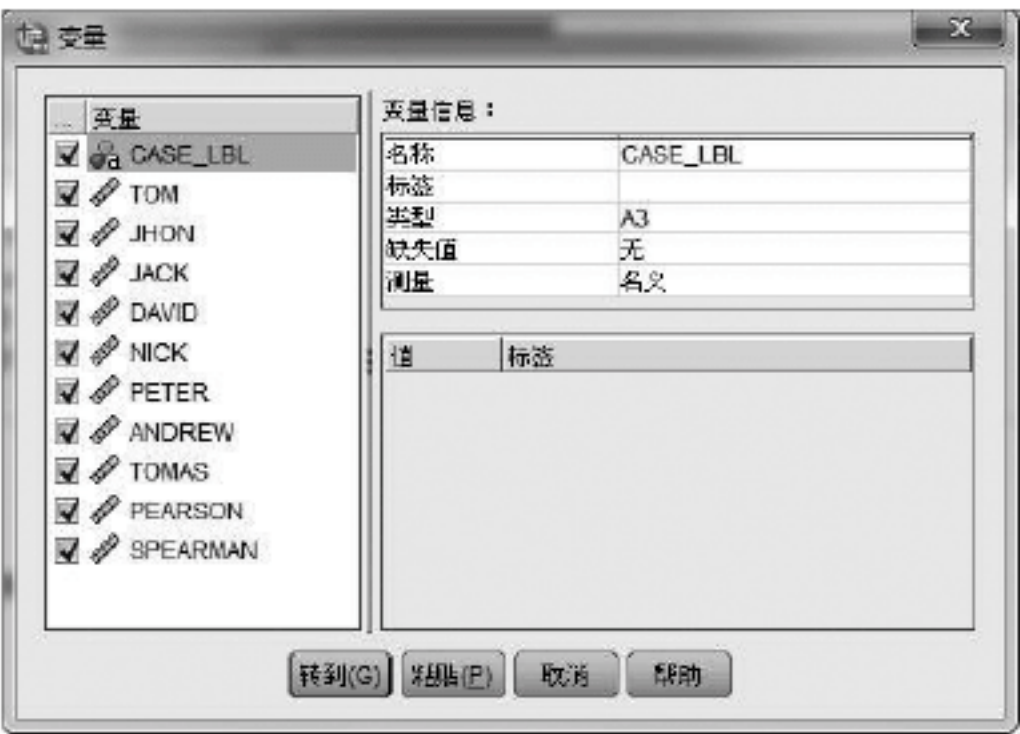 变量
... 变量
CASE_LBL
TOM
JHON
JACK
DAVID
NICK
PETER
ANDREW
TOMAS
PEARSON
SPEARMAN
变量信息：
名称 CASE_LBL
标签
类型 A3
缺失值 无
测量 名义
值 标签
转到(G) 粘贴(P) 取消 帮助